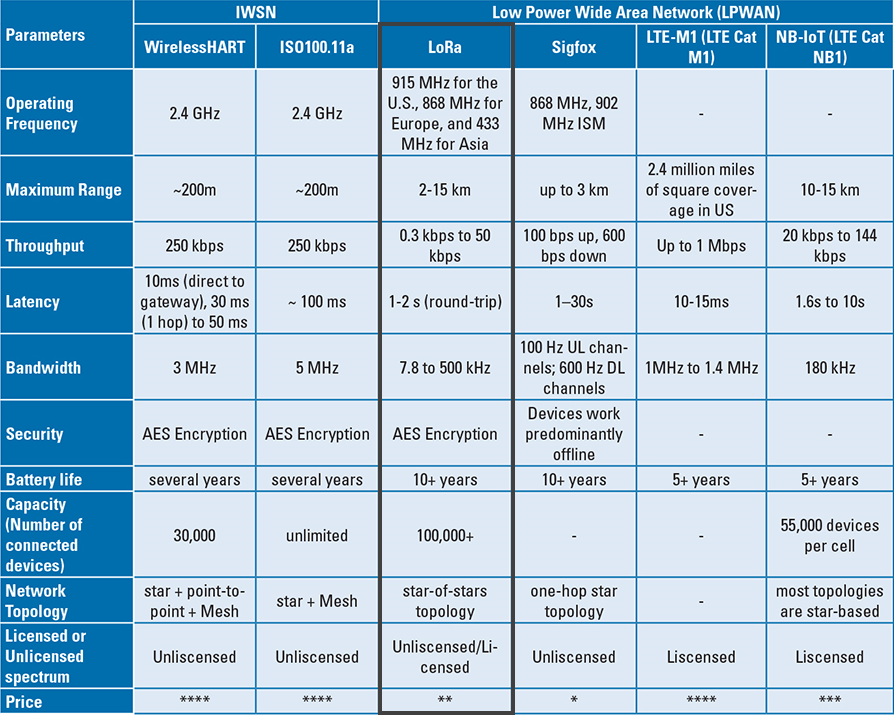 Parameters
IWSN
Low Power Wide Area Network (LPWAN)
WirelessHART
ISO100.11a
LoRa
Sigfox
LTE-M1 (LTE Cat
M1)
NB-IoT (LTE Cat
NB1)
Operating
Frequency
2.4 GHz
2.4 GHz
915 MHz for the
U.S., 868 MHz for
Europe, and 433
MHz for Asia
868 MHz, 902
MHz ISM
-
-
Maximum Range
~200m
~200m
2-15 km
up to 3 km
2.4 million miles
of square cover-
age in US
10-15 km
Throughput
250 kbps
250 kbps
0.3 kbps to 50
kbps
100 bps up, 600
bps down
Up to 1 Mbps
20 kbps to 144
kbps
Latency
10ms (direct to
gateway), 30 ms
(1 hop) to 50 ms
~ 100 ms
1-2 s (round-trip)
1–30s
10-15ms
1.6s to 10s
Bandwidth
3 MHz
5 MHz
7.8 to 500 kHz
100 Hz UL chan-
nels; 600 Hz DL
channels
1MHz to 1.4 MHz
180 kHz
Security
AES Encryption
AES Encryption
AES Encryption
Devices work
predominantly
offline
-
-
Battery life
several years
several years
10+ years
10+ years
5+ years
5+ years
Capacity
(Number of
connected
devices)
30,000
unlimited
100,000+
-
-
55,000 devices
per cell
Network
Topology
star + point-to-
point + Mesh
star + Mesh
star-of-stars
topology
one-hop star
topology
-
most topologies
are star-based
Licensed or
Unlicensed
spectrum
Unliscensed
Unliscensed
Unliscensed/Li-
censed
Unliscensed
Liscensed
Liscensed
Price
****
****
**
*
****
***